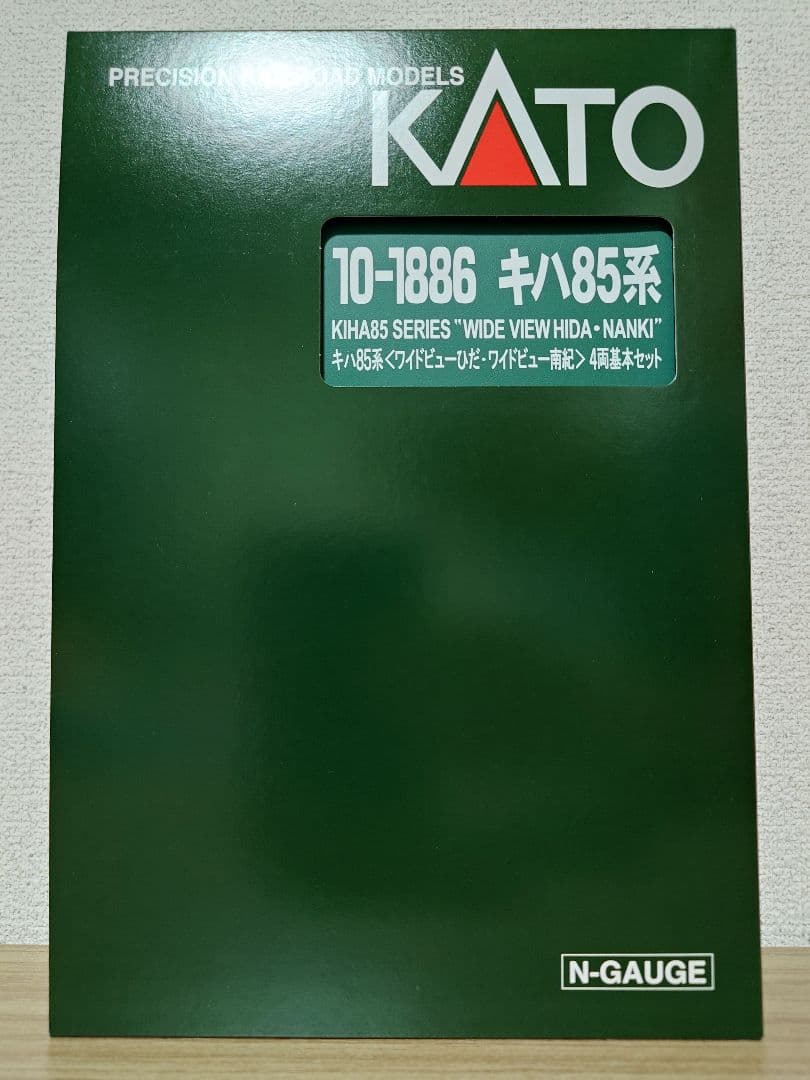 PRECISION RAILROAD MODELS
KATO
10-1886 キハ85系
KIHA85 SERIES "WIDE VIEW HIDA・NANKI"
キハ85系<ワイドビューひだ・ワイドビュー南紀> 4両基本セット
N-GAUGE